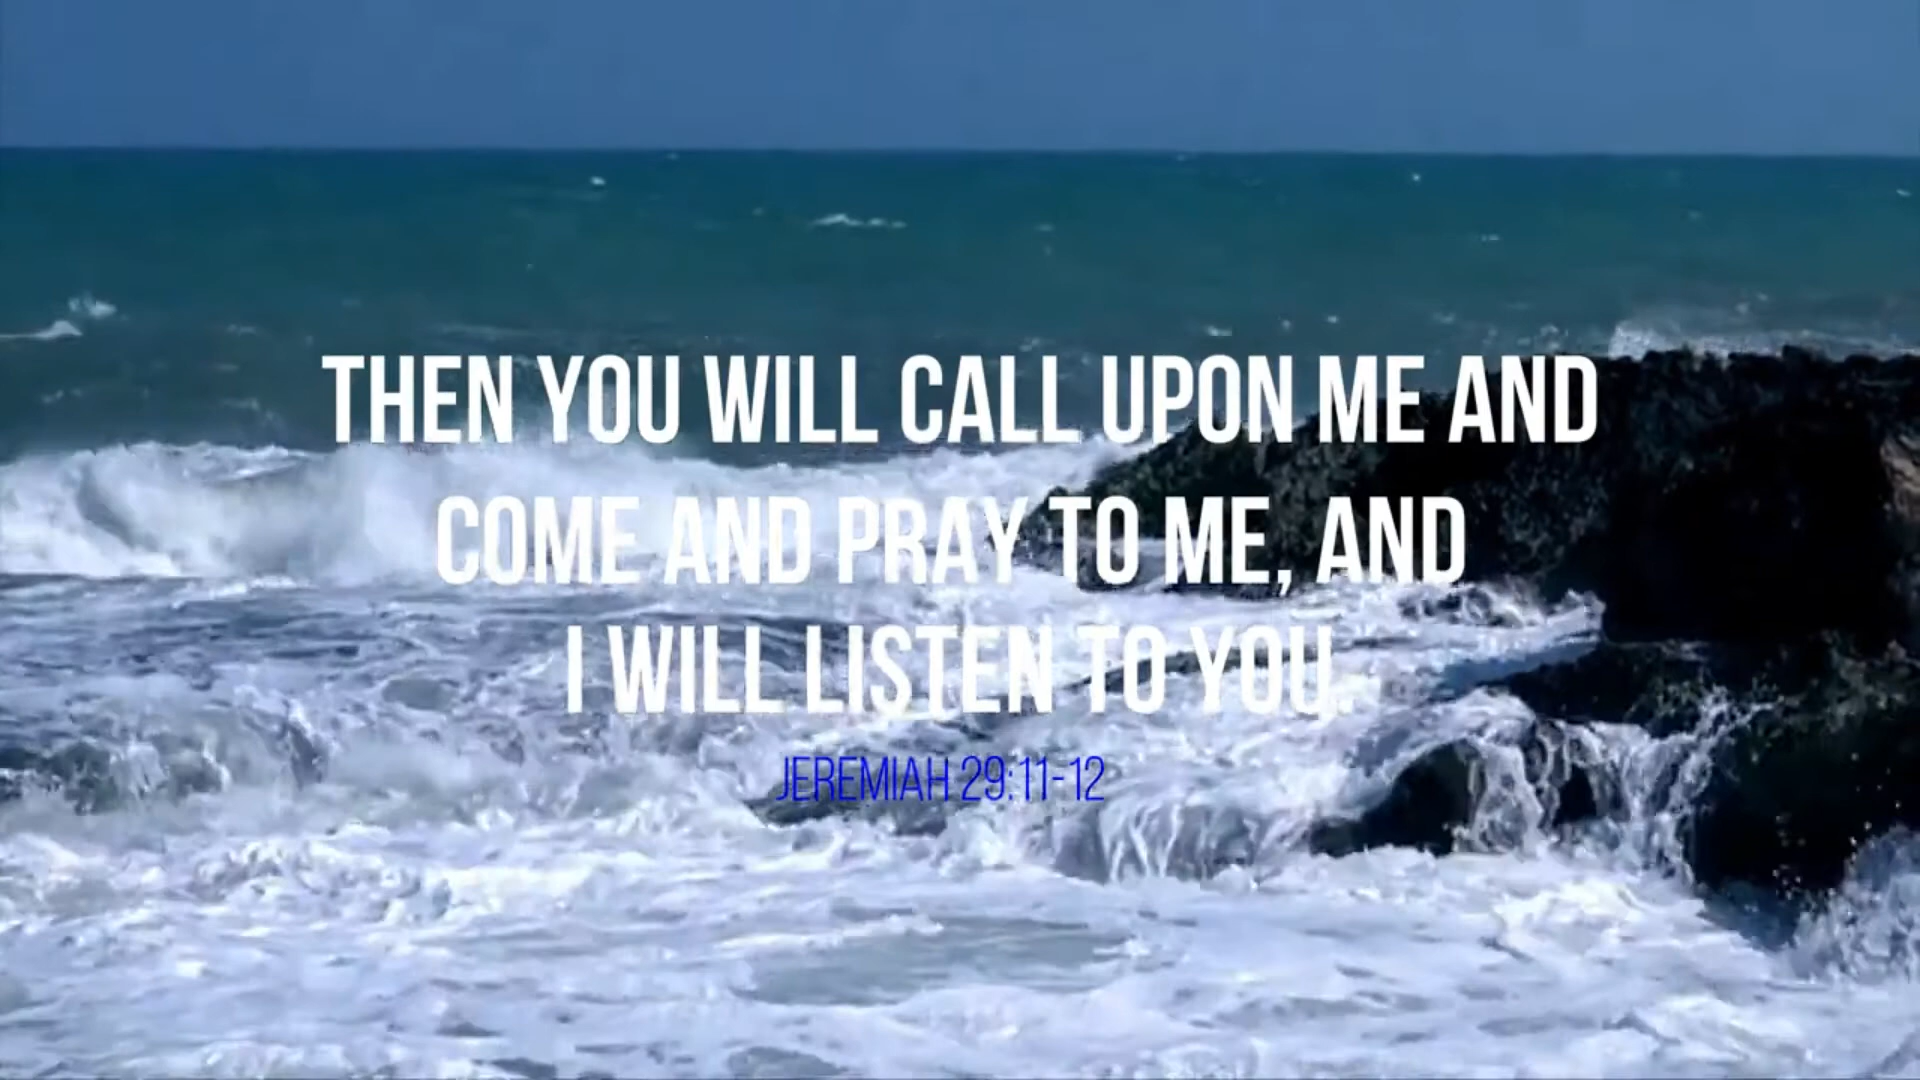 THEN YOU WILL CALL UPON ME AND
COME AND PRAY TO ME, AND
I WILL LISTEN TO YOU.
JEREMIAH 29:11-12